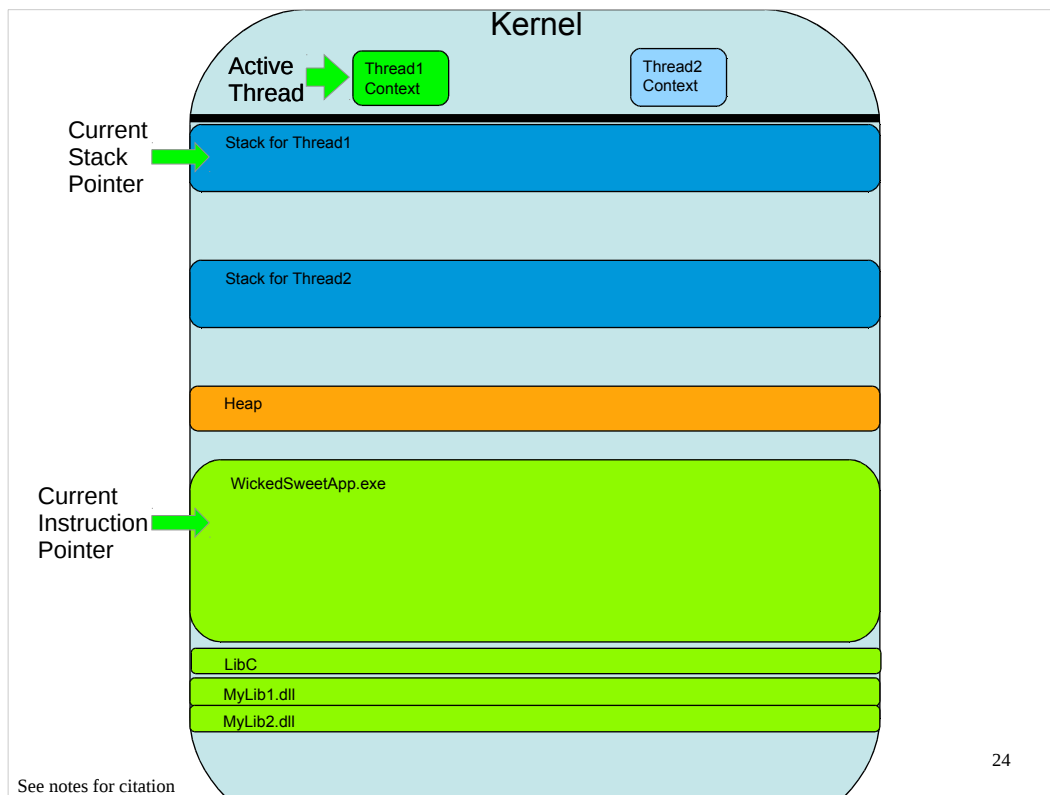 Kernel
Active
Thread
Thread1
Context
Thread2
Context
Current
Stack
Pointer
Stack for Thread1
Stack for Thread2
Heap
WickedSweetApp.exe
Current
Instruction
Pointer
LibC
MyLib1.dll
MyLib2.dll
24
See notes for citation